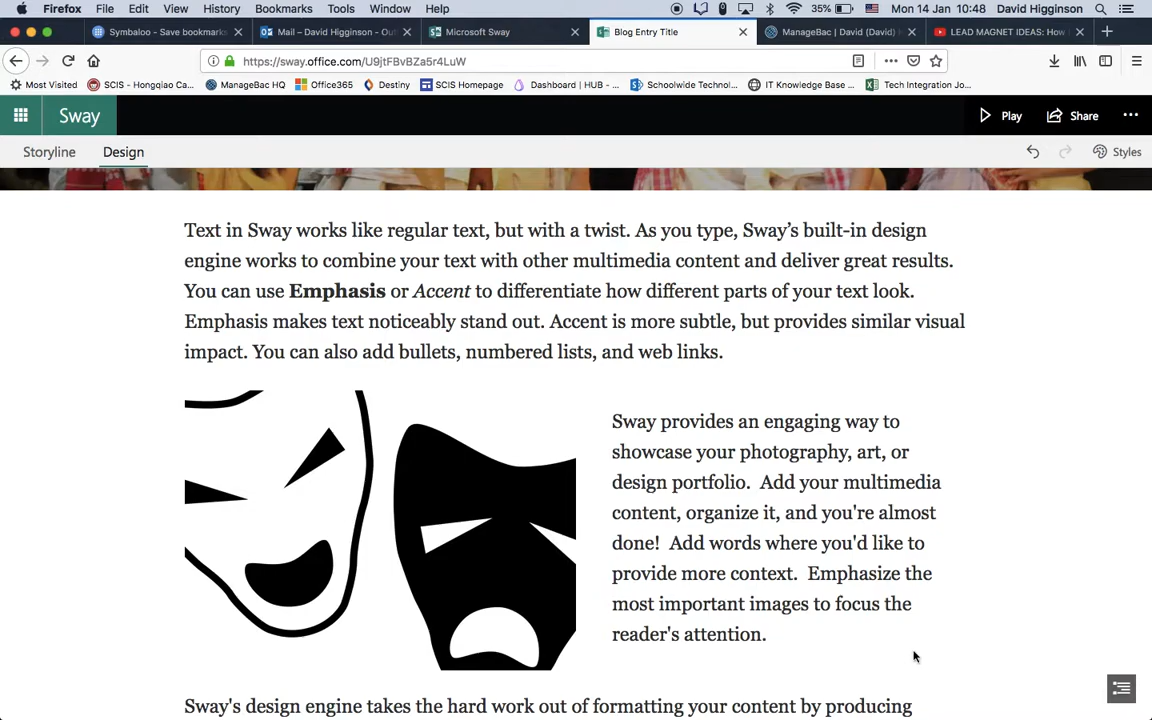 Firefox File Edit View History Bookmarks Tools Window Help 35% Mon 14 Jan 10:48 David Higginson
Symbaloo - Save bookmarks Mail – David Higginson - Out Microsoft Sway Blog Entry Title ManageBac | David (David) LEAD MAGNET IDEAS: How
https://sway.office.com/U9jtFBvBZa5r4LuW
Most Visited SCIS - Hongqiao Ca... ManageBac HQ Office365 Destiny SCIS Homepage Dashboard | HUB - ... Schoolwide Technol... IT Knowledge Base ... Tech Integration Jo...
Sway Play Share
Storyline Design Styles
Text in Sway works like regular text, but with a twist. As you type, Sway’s built-in design
engine works to combine your text with other multimedia content and deliver great results.
You can use Emphasis or Accent to differentiate how different parts of your text look.
Emphasis makes text noticeably stand out. Accent is more subtle, but provides similar visual
impact. You can also add bullets, numbered lists, and web links.
Sway provides an engaging way to
showcase your photography, art, or
design portfolio. Add your multimedia
content, organize it, and you're almost
done! Add words where you'd like to
provide more context. Emphasize the
most important images to focus the
reader's attention.
Sway's design engine takes the hard work out of formatting your content by producing